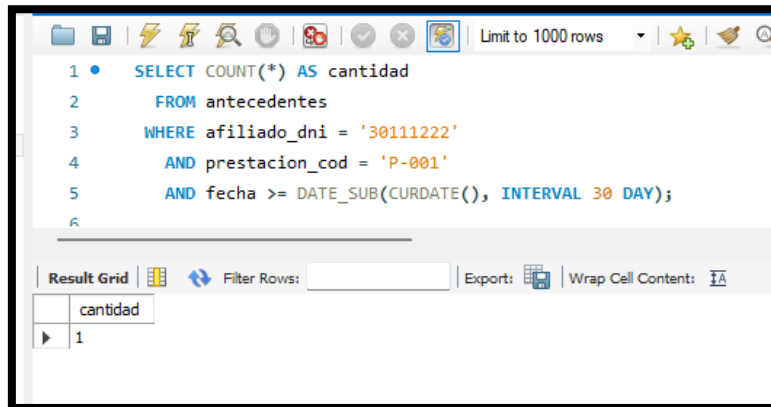 Limit to 1000 rows
1 SELECT COUNT(*) AS cantidad
2 FROM antecedentes
3 WHERE afiliado_dni = '30111222'
4 AND prestacion_cod = 'P-001'
5 AND fecha >= DATE_SUB(CURDATE(), INTERVAL 30 DAY);
6
Result Grid Filter Rows: Export: Wrap Cell Content:
cantidad
1